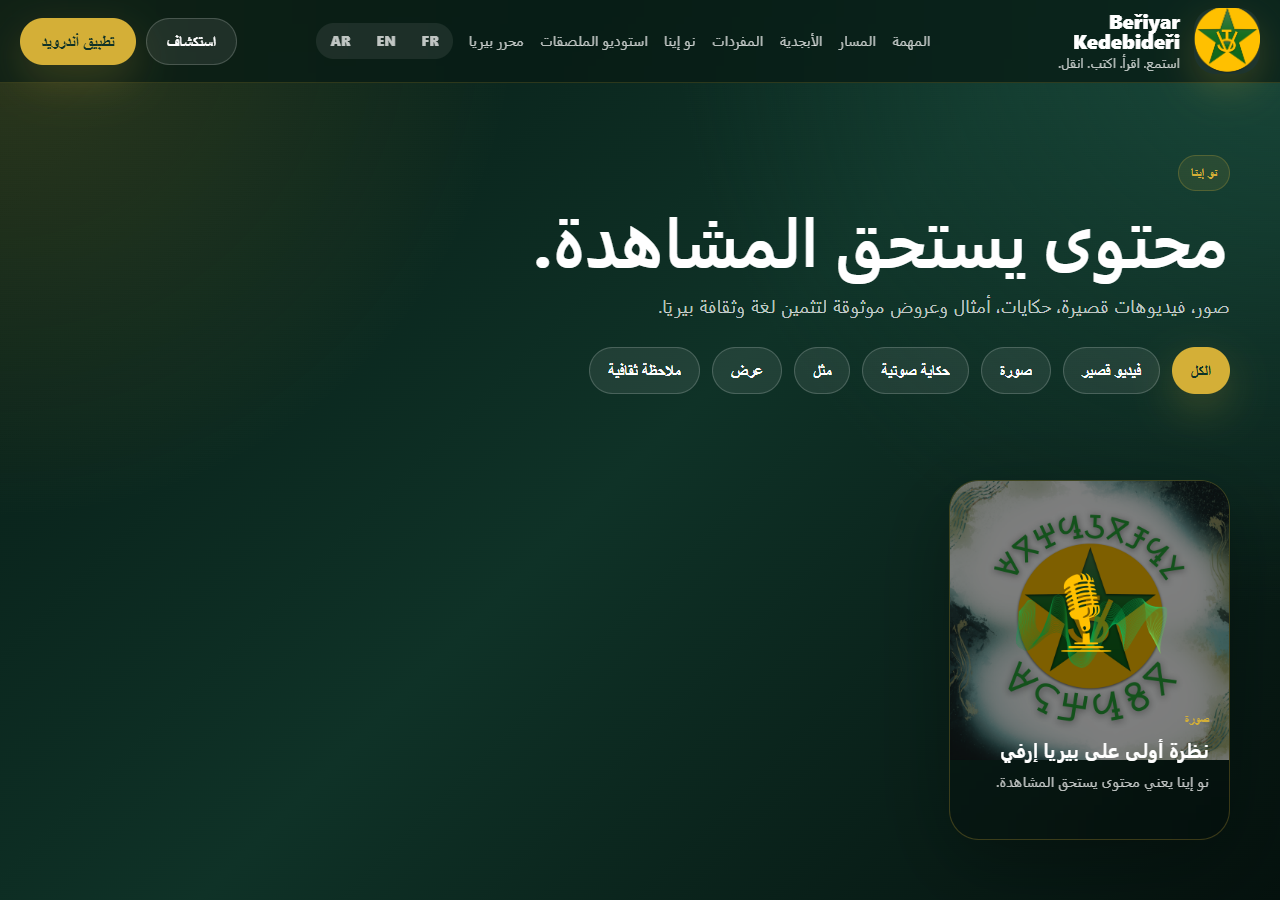 Beřiyar
Kedebideři
استمع. اقرأ. اكتب. انقل.
المهمة
المسار
الأبجدية
المفردات
نو إينا
استوديو الملصقات
محرر بيريا
FR
EN
AR
استكشاف
تطبيق أندرويد
نو إينا
محتوى يستحق المشاهدة.
صور، فيديوهات قصيرة، حكايات، أمثال وعروض موثوقة لتثمين لغة وثقافة بيريَا.
الكل
فيديو قصير
صورة
حكاية صوتية
مثل
عرض
ملاحظة ثقافية
صورة
نظرة أولى على بيريا إرفي
نو إينا يعني محتوى يستحق المشاهدة.